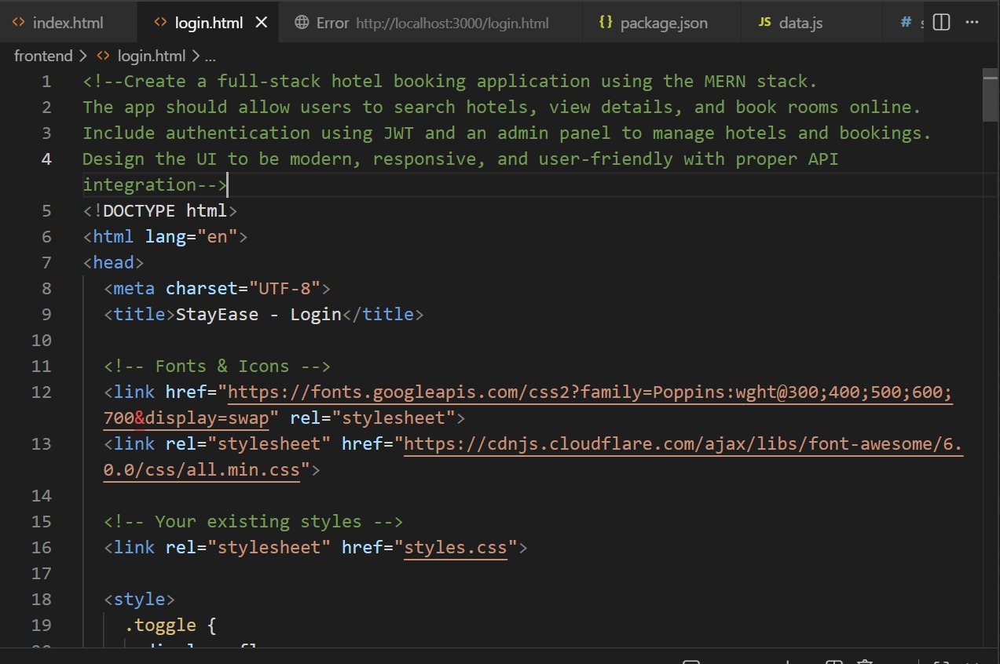 <> index.html
<> login.html ×
Error http://localhost:3000/login.html
{} package.json
JS data.js
# s
...
frontend > <> login.html > ...
1 <!--Create a full-stack hotel booking application using the MERN stack.
2 The app should allow users to search hotels, view details, and book rooms online.
3 Include authentication using JWT and an admin panel to manage hotels and bookings.
4 Design the UI to be modern, responsive, and user-friendly with proper API
integration-->
5 <!DOCTYPE html>
6 <html lang="en">
7 <head>
8 <meta charset="UTF-8">
9 <title>StayEase - Login</title>
10
11 <!-- Fonts & Icons -->
12 <link href="https://fonts.googleapis.com/css2?family=Poppins:wght@300;400;500;600;
700&display=swap" rel="stylesheet">
13 <link rel="stylesheet" href="https://cdnjs.cloudflare.com/ajax/libs/font-awesome/6.
0.0/css/all.min.css">
14
15 <!-- Your existing styles -->
16 <link rel="stylesheet" href="styles.css">
17
18 <style>
19 .toggle {